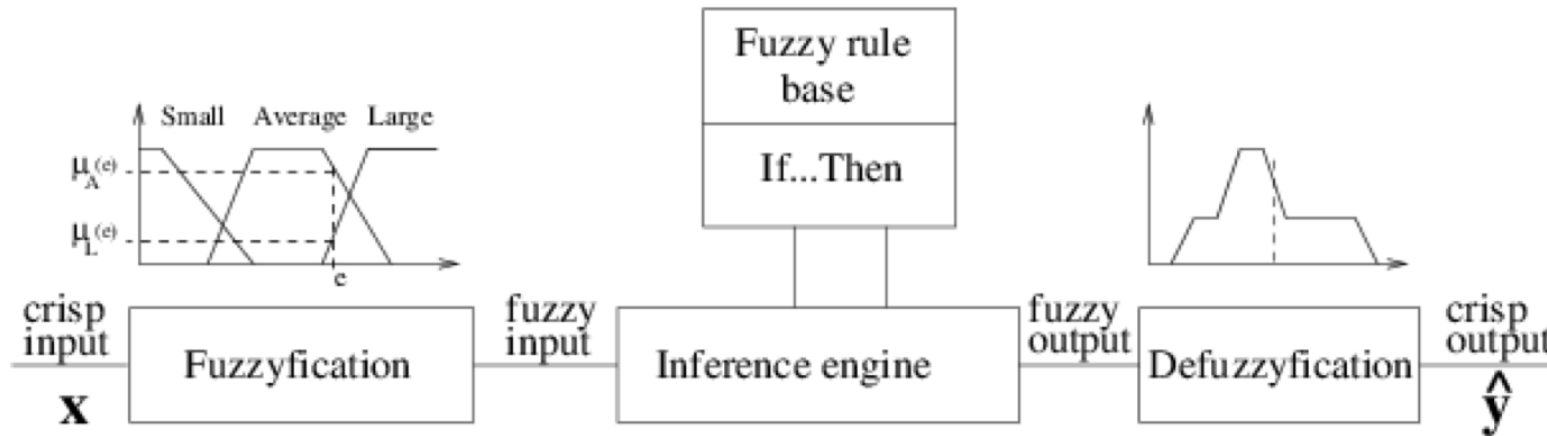 Fuzzy rule
base
If...Then
Small Average Large
μA(e)
μL(e)
e
crisp
input
x
Fuzzyfication
fuzzy
input
Inference engine
fuzzy
output
Defuzzyfication
crisp
output
ŷ